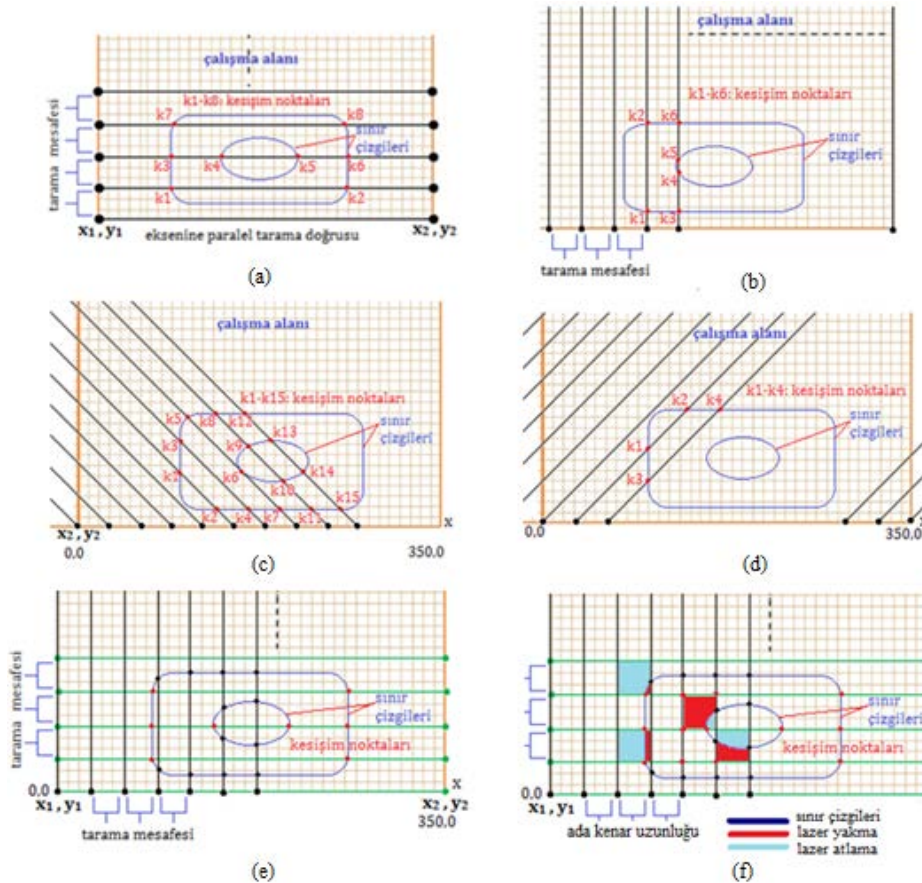 çalışma alanı
k1-k8: kesişim noktaları
k7
k8
sınır
çizgileri
k3
k4
k5
k6
k1
k2
tarama mesafesi
x₁ , y₁
eksenine paralel tarama doğrusu
x₂ , y₂
(a)
çalışma alanı
k1-k6: kesişim noktaları
k2
k6
sınır
çizgileri
k5
k4
k1
k3
tarama mesafesi
(b)
çalışma alanı
k1-k15: kesişim noktaları
k5
k8
k12
sınır
çizgileri
k3
k9
k13
k1
k6
k14
k10
k2
k4
k7
k11
k15
x
x₂ , y₂
0.0
350.0
(c)
çalışma alanı
k1-k4: kesişim noktaları
k2
k4
sınır
çizgileri
k1
k3
0.0
350.0
(d)
tarama mesafesi
sınır
çizgileri
kesişim noktaları
0.0
x
x₁ , y₁
x₂ , y₂
tarama mesafesi
350.0
(e)
sınır
çizgileri
kesişim noktaları
0.0
x₁ , y₁
ada kenar uzunluğu
sınır çizgileri
lazer yakma
lazer atlama
(f)